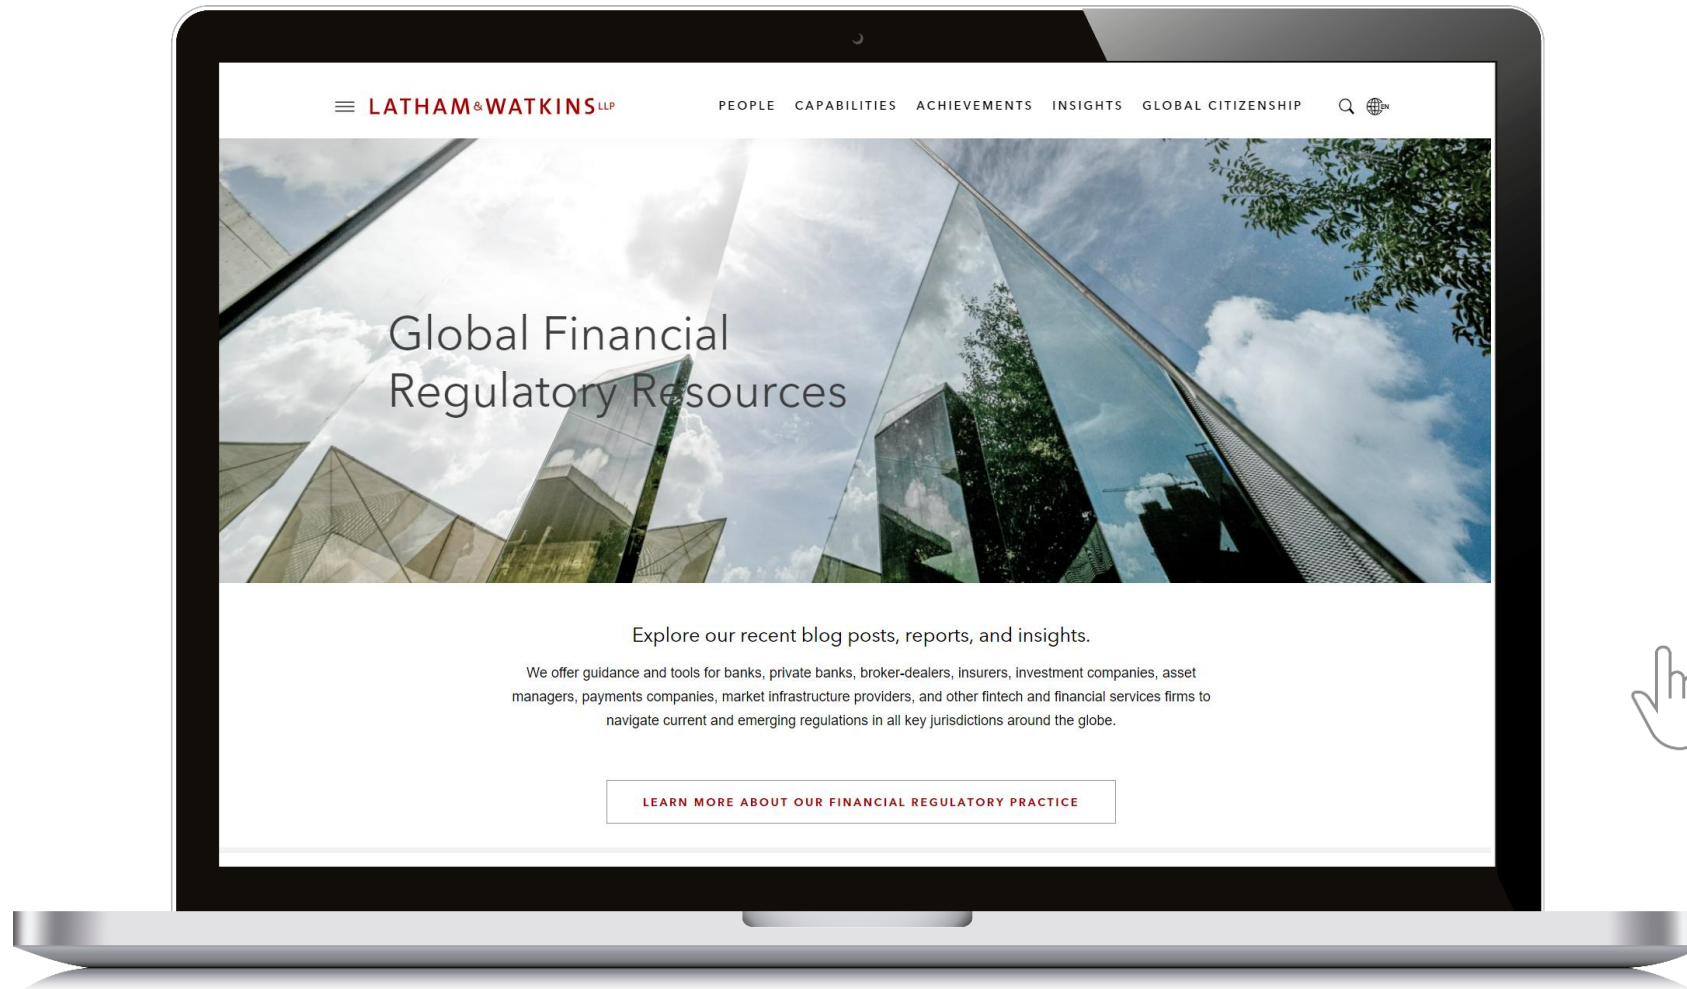 LATHAM&WATKINS LLP
PEOPLE CAPABILITIES ACHIEVEMENTS INSIGHTS GLOBAL CITIZENSHIP EN
Global Financial
Regulatory Resources
Explore our recent blog posts, reports, and insights.
We offer guidance and tools for banks, private banks, broker-dealers, insurers, investment companies, asset
managers, payments companies, market infrastructure providers, and other fintech and financial services firms to
navigate current and emerging regulations in all key jurisdictions around the globe.
LEARN MORE ABOUT OUR FINANCIAL REGULATORY PRACTICE